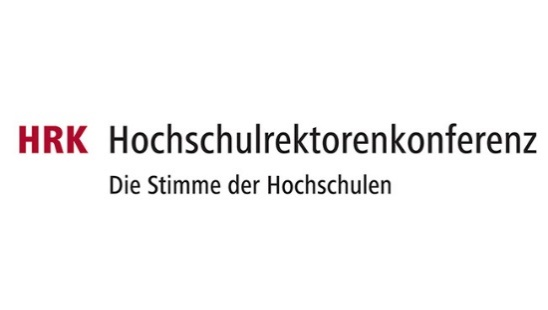 HRK Hochschulrektorenkonferenz
Die Stimme der Hochschulen